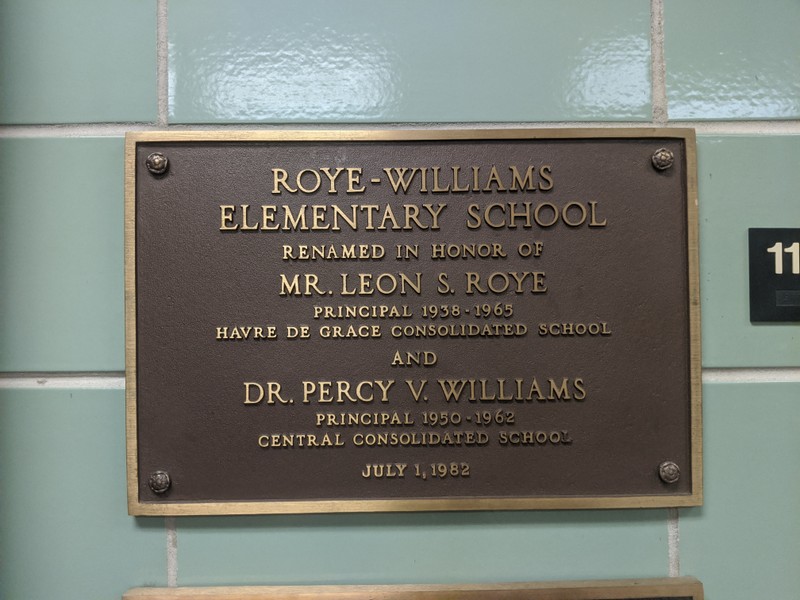 ROYE-WILLIAMS
ELEMENTARY SCHOOL
RENAMED IN HONOR OF
MR. LEON S. ROYE
PRINCIPAL 1938-1965
HAVRE DE GRACE CONSOLIDATED SCHOOL
AND
DR. PERCY V. WILLIAMS
PRINCIPAL 1950-1962
CENTRAL CONSOLIDATED SCHOOL
JULY 1, 1982
11